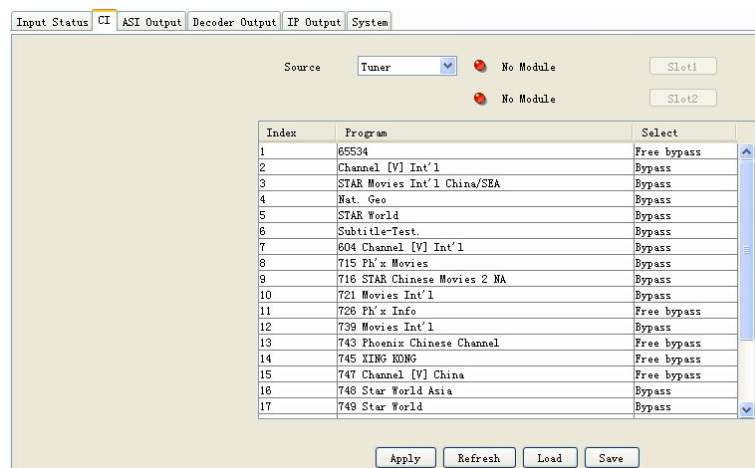 Input Status CI ASI Output Decoder Output IP Output System
Source Tuner No Module Slot1
No Module Slot2
Index Program Select
1 65534 Free bypass
2 Channel [V] Int'l Bypass
3 STAR Movies Int'l China/SEA Bypass
4 Nat. Geo Bypass
5 STAR World Bypass
6 Subtitle-Test. Bypass
7 604 Channel [V] Int'l Bypass
8 715 Ph'x Movies Bypass
9 716 STAR Chinese Movies 2 NA Bypass
10 721 Movies Int'l Bypass
11 726 Ph'x Info Free bypass
12 739 Movies Int'l Bypass
13 743 Phoenix Chinese Channel Free bypass
14 745 XING KONG Free bypass
15 747 Channel [V] China Free bypass
16 748 Star World Asia Bypass
17 749 Star World Bypass
Apply Refresh Load Save